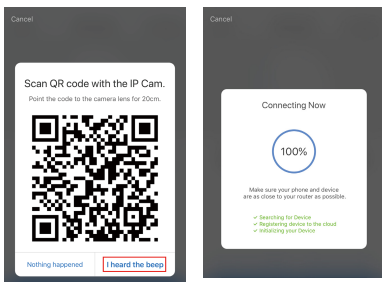 Cancel
Scan QR code with the IP Cam.
Point the code to the camera lens for 20cm.
Nothing happened
I heard the beep
Cancel
Connecting Now
100%
Make sure your phone and device
are as close to your router as possible.
✓ Searching for Device
✓ Registering device to the cloud
✓ Initializing your Device